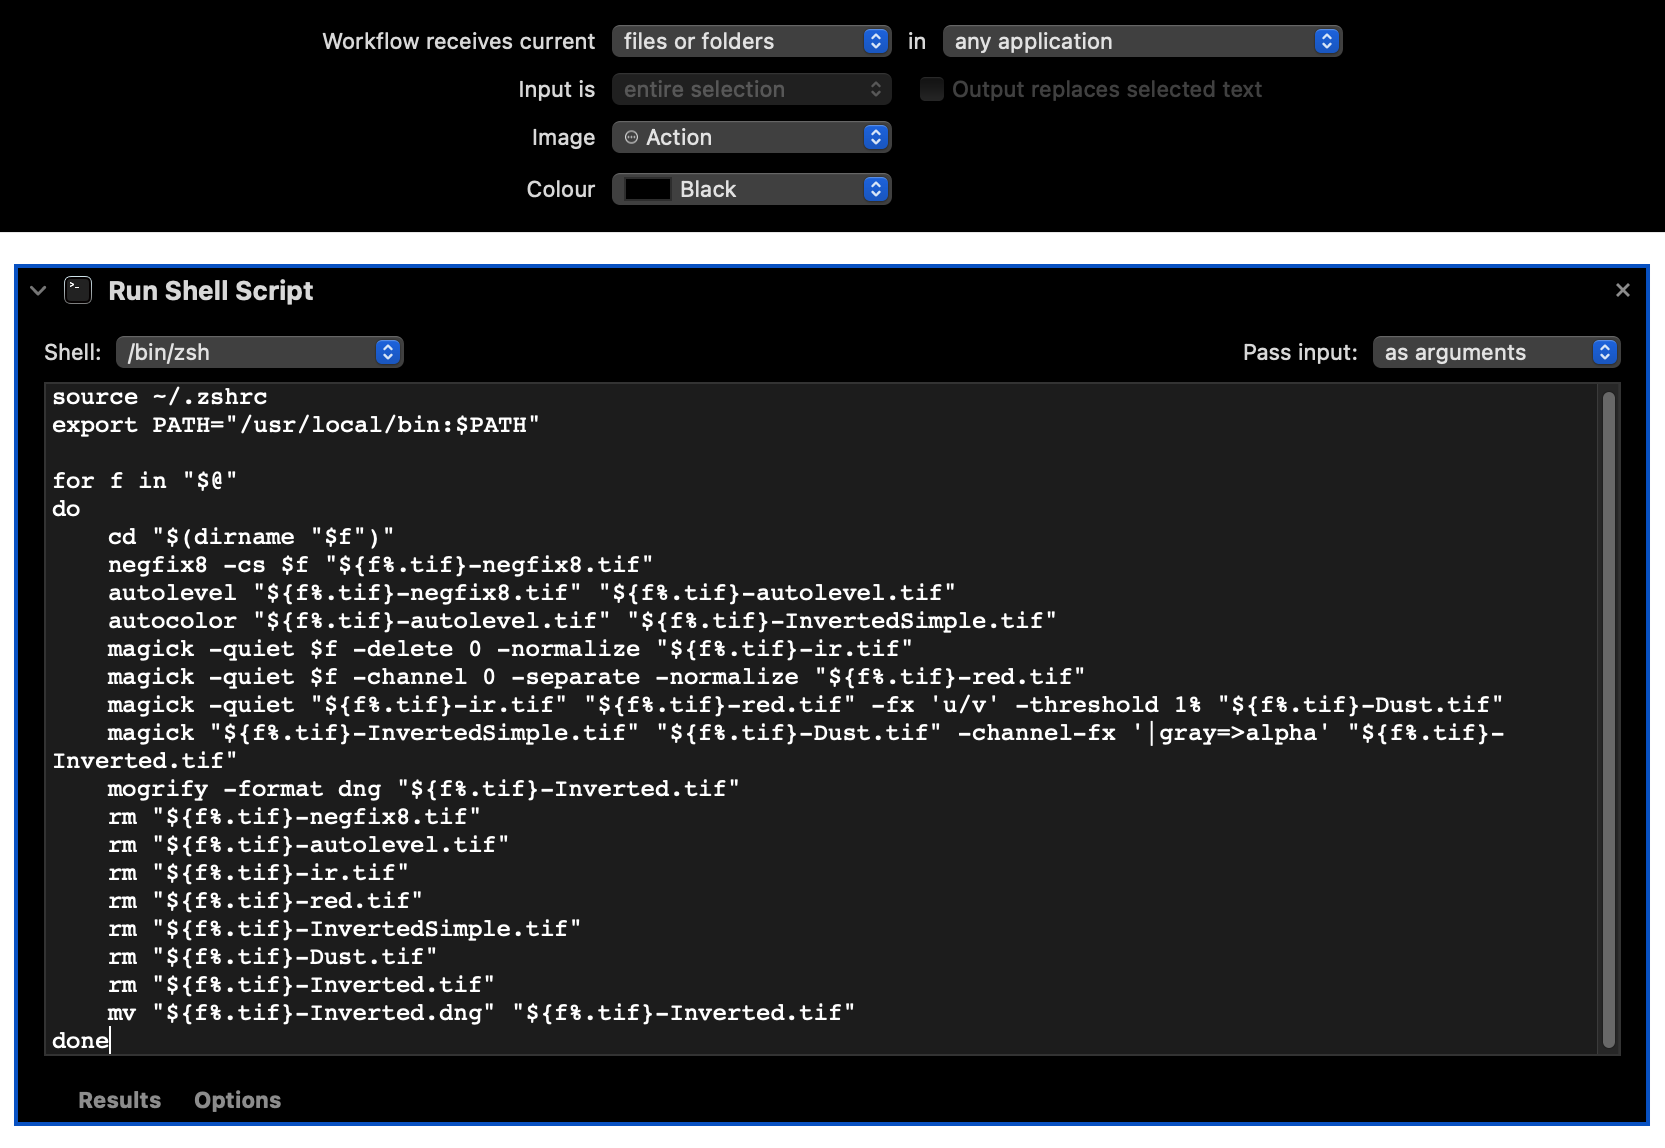 Workflow receives current files or folders in any application
Input is entire selection Output replaces selected text
Image Action
Colour Black
Run Shell Script
Shell: /bin/zsh Pass input: as arguments
source ~/.zshrc
export PATH="/usr/local/bin:$PATH"
for f in "$@"
do
    cd "$(dirname "$f")"
    negfix8 -cs $f "${f%.tif}-negfix8.tif"
    autolevel "${f%.tif}-negfix8.tif" "${f%.tif}-autolevel.tif"
    autocolor "${f%.tif}-autolevel.tif" "${f%.tif}-InvertedSimple.tif"
    magick -quiet $f -delete 0 -normalize "${f%.tif}-ir.tif"
    magick -quiet $f -channel 0 -separate -normalize "${f%.tif}-red.tif"
    magick -quiet "${f%.tif}-ir.tif" "${f%.tif}-red.tif" -fx 'u/v' -threshold 1% "${f%.tif}-Dust.tif"
    magick "${f%.tif}-InvertedSimple.tif" "${f%.tif}-Dust.tif" -channel-fx '|gray=>alpha' "${f%.tif}-
Inverted.tif"
    mogrify -format dng "${f%.tif}-Inverted.tif"
    rm "${f%.tif}-negfix8.tif"
    rm "${f%.tif}-autolevel.tif"
    rm "${f%.tif}-ir.tif"
    rm "${f%.tif}-red.tif"
    rm "${f%.tif}-InvertedSimple.tif"
    rm "${f%.tif}-Dust.tif"
    rm "${f%.tif}-Inverted.tif"
    mv "${f%.tif}-Inverted.dng" "${f%.tif}-Inverted.tif"
done
Results Options